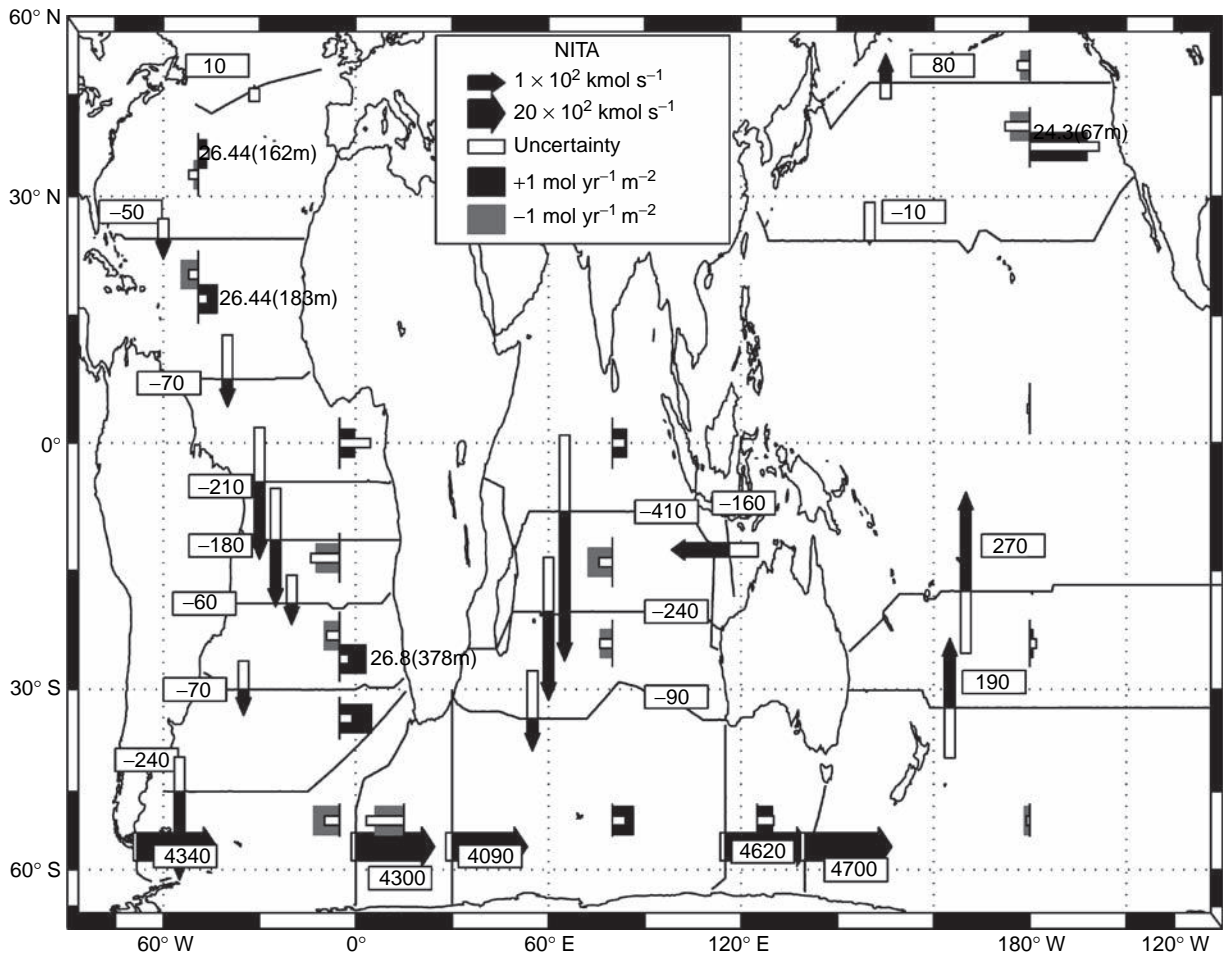 60° N
NITA
10
80
1 × 10² kmol s⁻¹
20 × 10² kmol s⁻¹
24.3(67m)
Uncertainty
26.44(162m)
+1 mol yr⁻¹ m⁻²
30° N
−50
−10
−1 mol yr⁻¹ m⁻²
26.44(183m)
−70
0°
−210
−160
−410
−180
270
−60
−240
26.8(378m)
−70
−90
190
30° S
−240
4340
4090
4620
4300
4700
60° S
60° W
0°
60° E
120° E
180° W
120° W